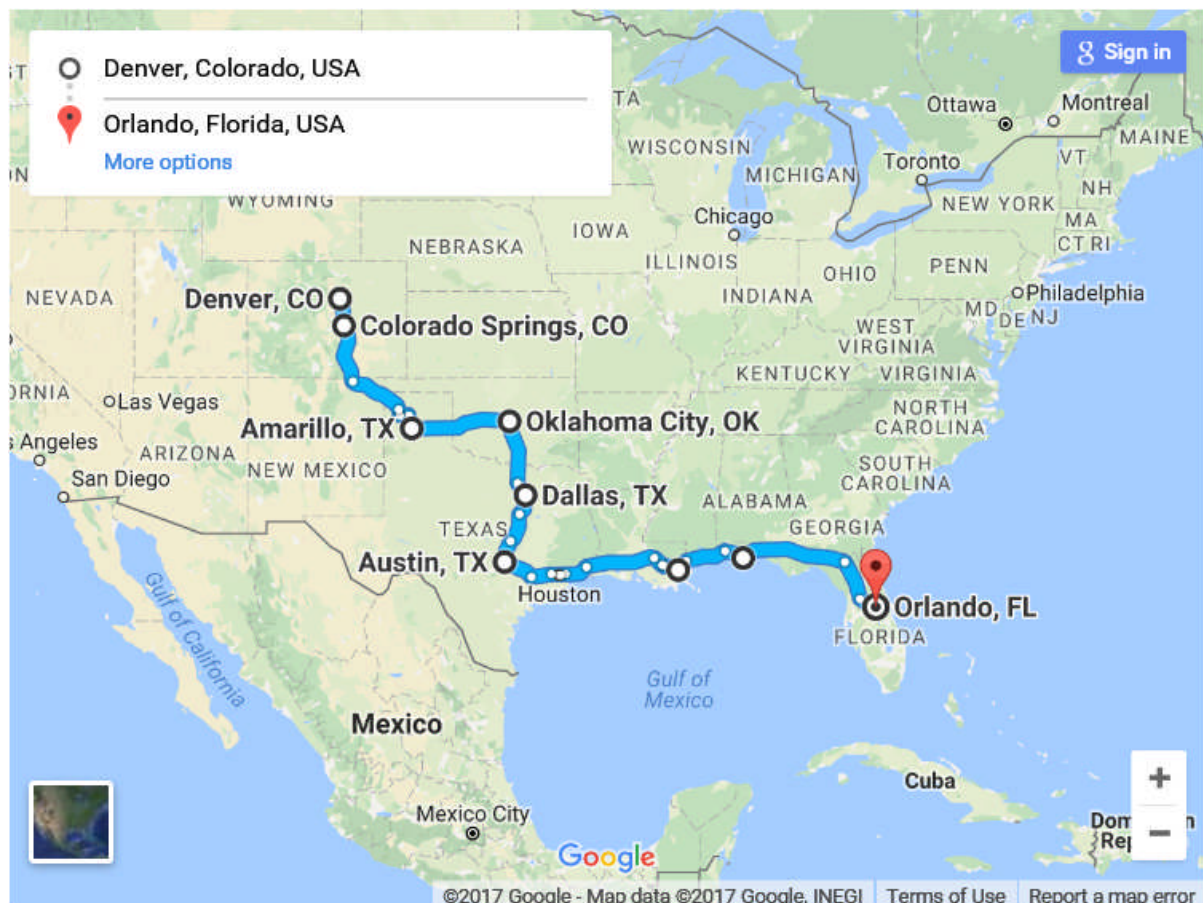 Denver, Colorado, USA
Orlando, Florida, USA
More options
Sign in
TA
Ottawa
Montreal
MAINE
WISCONSIN
MICHIGAN
Toronto
VT
NH
WYOMING
NEW YORK
MA
CT RI
Chicago
IOWA
NEBRASKA
ILLINOIS
OHIO
PENN
NEVADA
Denver, CO
INDIANA
Philadelphia
MD
DE
NJ
Colorado Springs, CO
WEST
VIRGINIA
KENTUCKY
VIRGINIA
ORNIA
Las Vegas
Amarillo, TX
Oklahoma City, OK
NORTH
CAROLINA
s Angeles
ARIZONA
NEW MEXICO
SOUTH
CAROLINA
San Diego
Dallas, TX
ALABAMA
GEORGIA
TEXAS
Austin, TX
Houston
Orlando, FL
FLORIDA
Gulf of California
Gulf of
Mexico
Mexico
Cuba
Mexico City
Dom
n
Rep
Google
©2017 Google - Map data ©2017 Google, INEGI
Terms of Use
Report a map error